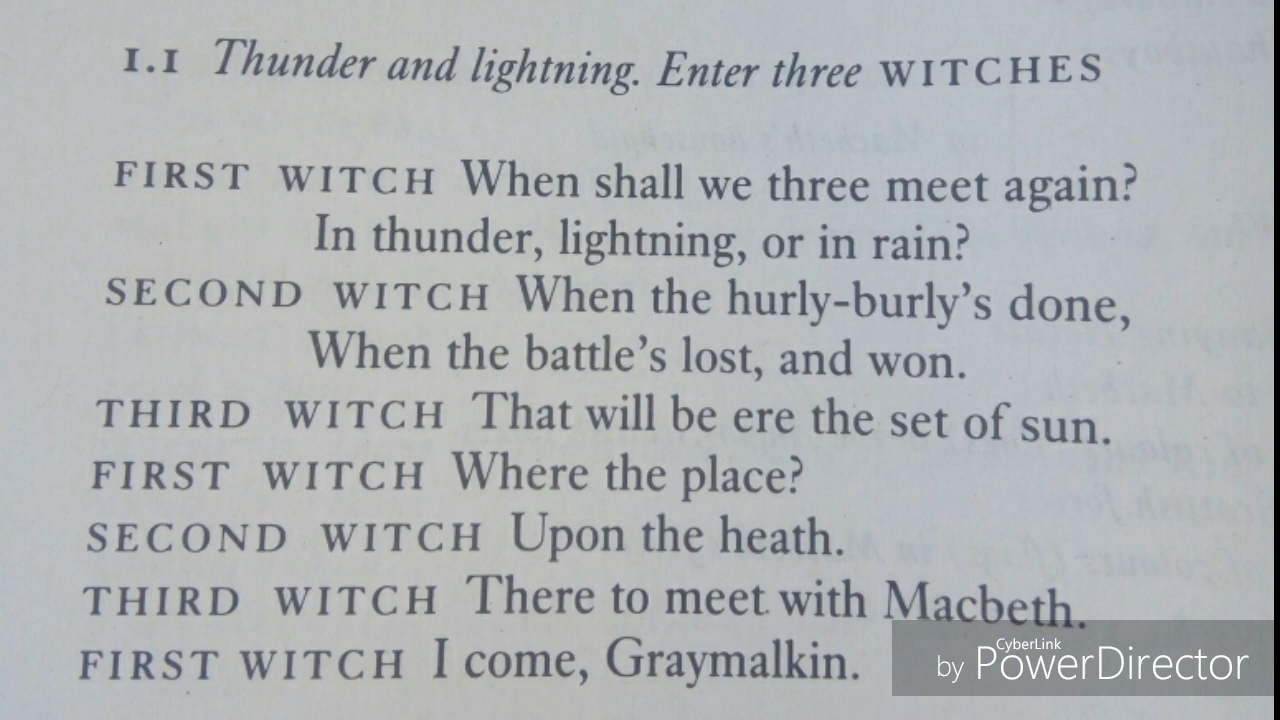 I.I Thunder and lightning. Enter three WITCHES
FIRST WITCH When shall we three meet again?
In thunder, lightning, or in rain?
SECOND WITCH When the hurly-burly's done,
When the battle's lost, and won.
THIRD WITCH That will be ere the set of sun.
FIRST WITCH Where the place?
SECOND WITCH Upon the heath.
THIRD WITCH There to meet with Macbeth.
FIRST WITCH I come, Graymalkin.
CyberLink
by PowerDirector